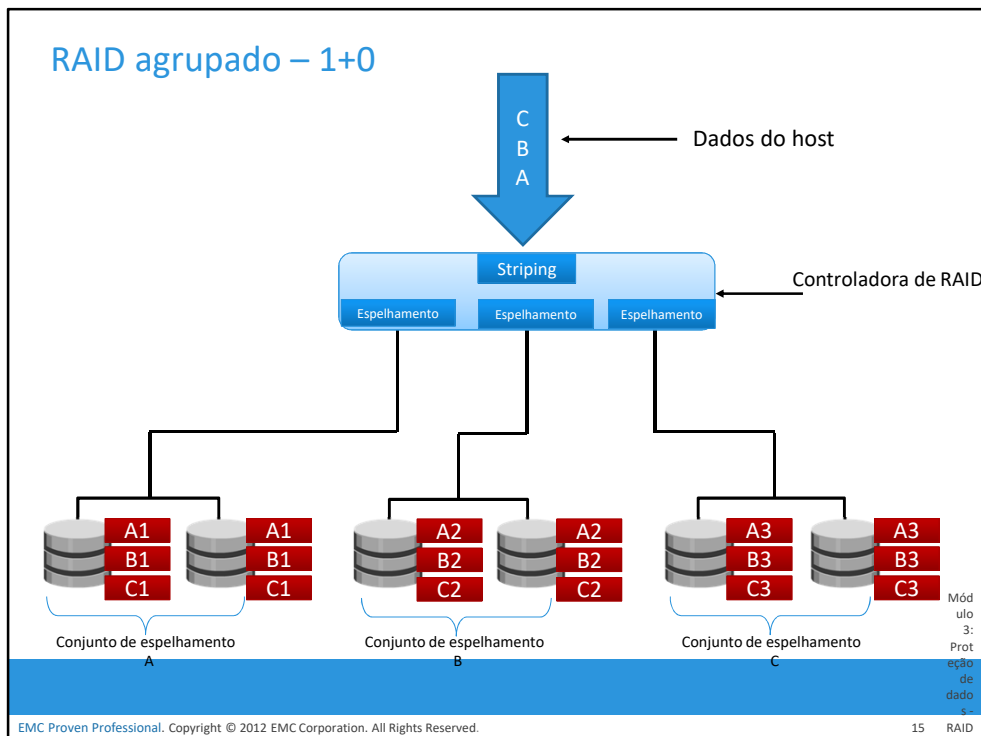 RAID agrupado – 1+0
C
B
A
Dados do host
Striping
Controladora de RAID
Espelhamento Espelhamento Espelhamento
A1 A1 A2 A2 A3 A3
B1 B1 B2 B2 B3 B3
C1 C1 C2 C2 C3 C3
Conjunto de espelhamento
A
Conjunto de espelhamento
B
Conjunto de espelhamento
C
Mód
ulo
3:
Prot
eção
de
dado
s -
RAID
EMC Proven Professional. Copyright © 2012 EMC Corporation. All Rights Reserved.
15